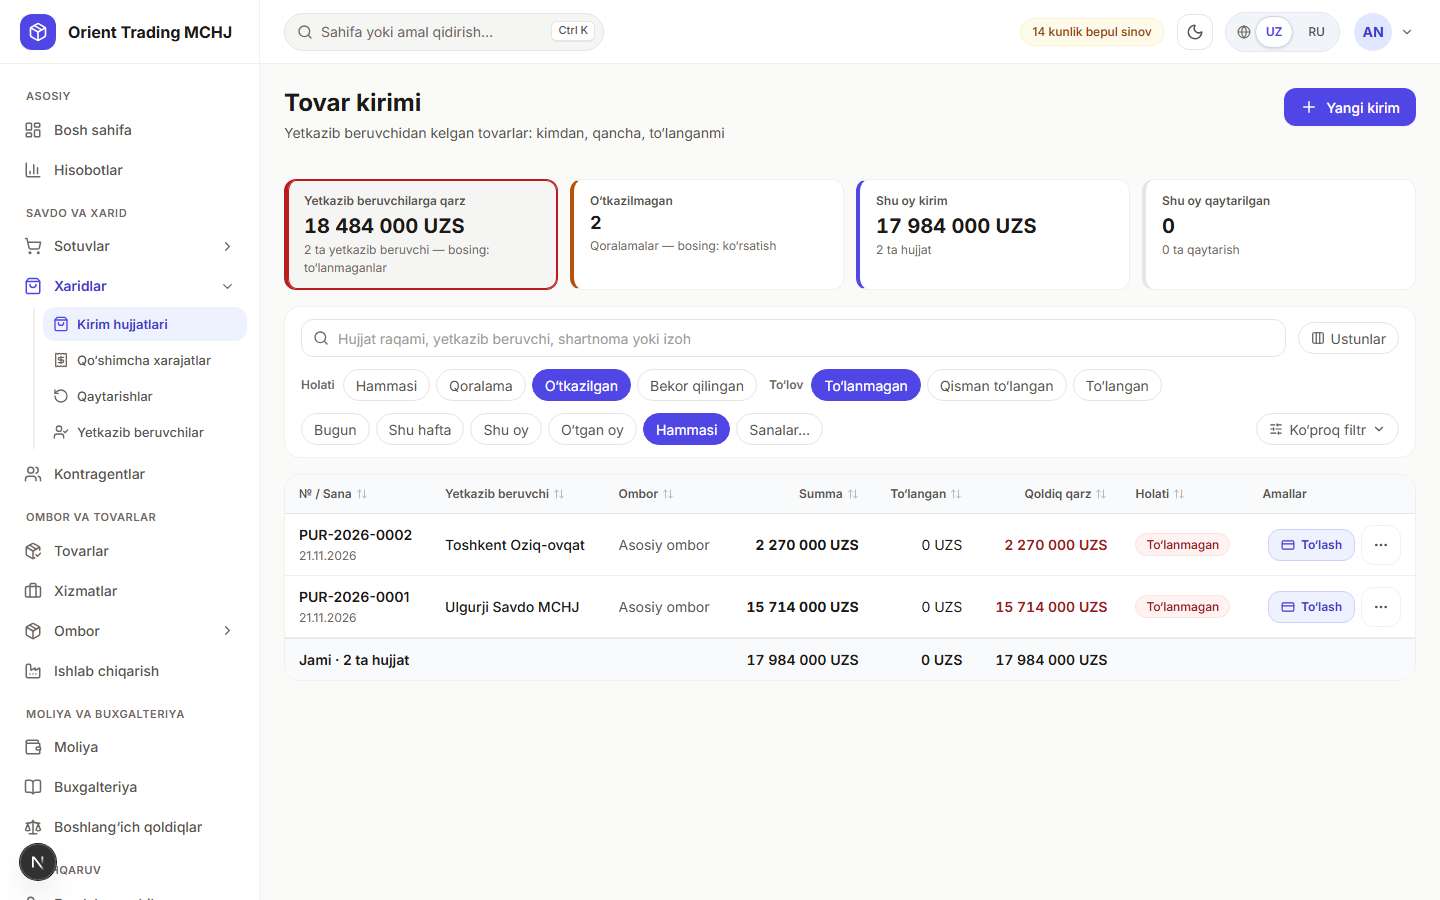 Orient Trading MCHJ
Sahifa yoki amal qidirish...
Ctrl K
14 kunlik bepul sinov
UZ
RU
AN
ASOSIY
Bosh sahifa
Hisobotlar
SAVDO VA XARID
Sotuvlar
Xaridlar
Kirim hujjatlari
Qo‘shimcha xarajatlar
Qaytarishlar
Yetkazib beruvchilar
Kontragentlar
OMBOR VA TOVARLAR
Tovarlar
Xizmatlar
Ombor
Ishlab chiqarish
MOLIYA VA BUXGALTERIYA
Moliya
Buxgalteriya
Boshlang‘ich qoldiqlar
N
Tovar kirimi
Yetkazib beruvchidan kelgan tovarlar: kimdan, qancha, to‘langanmi
Yangi kirim
Yetkazib beruvchilarga qarz
18 484 000 UZS
2 ta yetkazib beruvchi — bosing:
to‘lanmaganlar
O‘tkazilmagan
2
Qoralamalar — bosing: ko‘rsatish
Shu oy kirim
17 984 000 UZS
2 ta hujjat
Shu oy qaytarilgan
0
0 ta qaytarish
Hujjat raqami, yetkazib beruvchi, shartnoma yoki izoh
Ustunlar
Holati Hammasi Qoralama O‘tkazilgan Bekor qilingan To‘lov To‘lanmagan Qisman to‘langan To‘langan
Bugun Shu hafta Shu oy O‘tgan oy Hammasi Sanalar... Ko‘proq filtr
№ / Sana Yetkazib beruvchi Ombor Summa To‘langan Qoldiq qarz Holati Amallar
PUR-2026-0002
21.11.2026
Toshkent Oziq-ovqat Asosiy ombor 2 270 000 UZS 0 UZS 2 270 000 UZS To‘lanmagan To‘lash
PUR-2026-0001
21.11.2026
Ulgurji Savdo MCHJ Asosiy ombor 15 714 000 UZS 0 UZS 15 714 000 UZS To‘lanmagan To‘lash
Jami · 2 ta hujjat 17 984 000 UZS 0 UZS 17 984 000 UZS